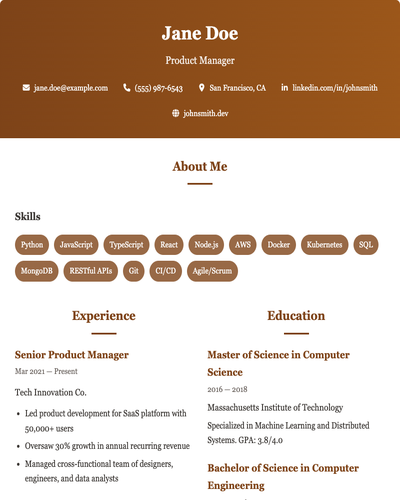 Jane Doe
Product Manager
jane.doe@example.com (555) 987-6543 San Francisco, CA linkedin.com/in/johnsmith
johnsmith.dev
About Me
Skills
Python JavaScript TypeScript React Node.js AWS Docker Kubernetes SQL
MongoDB RESTful APIs Git CI/CD Agile/Scrum
Experience
Senior Product Manager
Mar 2021 — Present
Tech Innovation Co.
• Led product development for SaaS platform with
50,000+ users
• Oversaw 30% growth in annual recurring revenue
• Managed cross-functional team of designers,
engineers, and data analysts
Education
Master of Science in Computer
Science
2016 — 2018
Massachusetts Institute of Technology
Specialized in Machine Learning and Distributed
Systems. GPA: 3.8/4.0
Bachelor of Science in Computer
Engineering